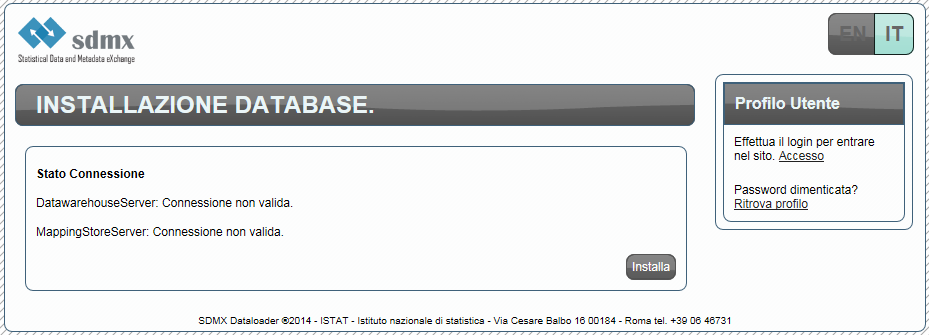 sdmx
Statistical Data and Metadata eXchange
EN IT
INSTALLAZIONE DATABASE.
Stato Connessione
DatawarehouseServer: Connessione non valida.
MappingStoreServer: Connessione non valida.
Installa
Profilo Utente
Effettua il login per entrare
nel sito. Accesso
Password dimenticata?
Ritrova profilo
SDMX Dataloader ®2014 - ISTAT - Istituto nazionale di statistica - Via Cesare Balbo 16 00184 - Roma tel. +39 06 46731